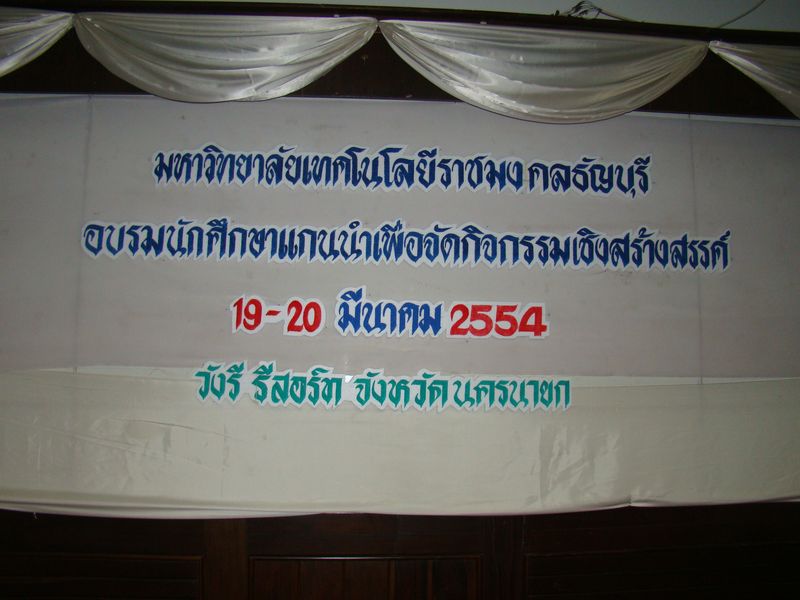 มหาวิทยาลัยเทคโนโลยีราชมงคลธัญบุรี
อบรมนักศึกษาแกนนำเพื่อจัดกิจกรรมเชิงสร้างสรรค์
19-20 มีนาคม 2554
วังรี รีสอร์ท จังหวัดนครนายก